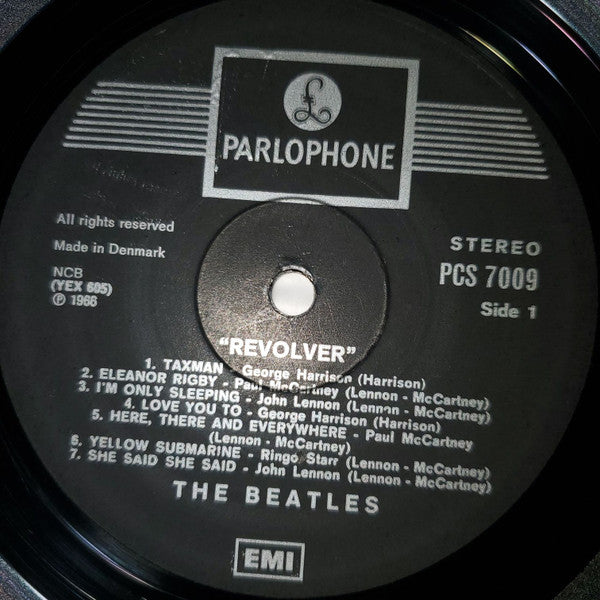 £
PARLOPHONE
All rights reserved
Made in Denmark
NCB
(YEX 605)
℗ 1966
STEREO
PCS 7009
Side 1
"REVOLVER"
1. TAXMAN - George Harrison (Harrison)
2. ELEANOR RIGBY - Paul McCartney (Lennon - McCartney)
3. I'M ONLY SLEEPING - John Lennon (Lennon - McCartney)
4. LOVE YOU TO - George Harrison (Harrison)
5. HERE, THERE AND EVERYWHERE - Paul McCartney
(Lennon - McCartney)
6. YELLOW SUBMARINE - Ringo Starr (Lennon - McCartney)
7. SHE SAID SHE SAID - John Lennon (Lennon - McCartney)
THE BEATLES
EMI